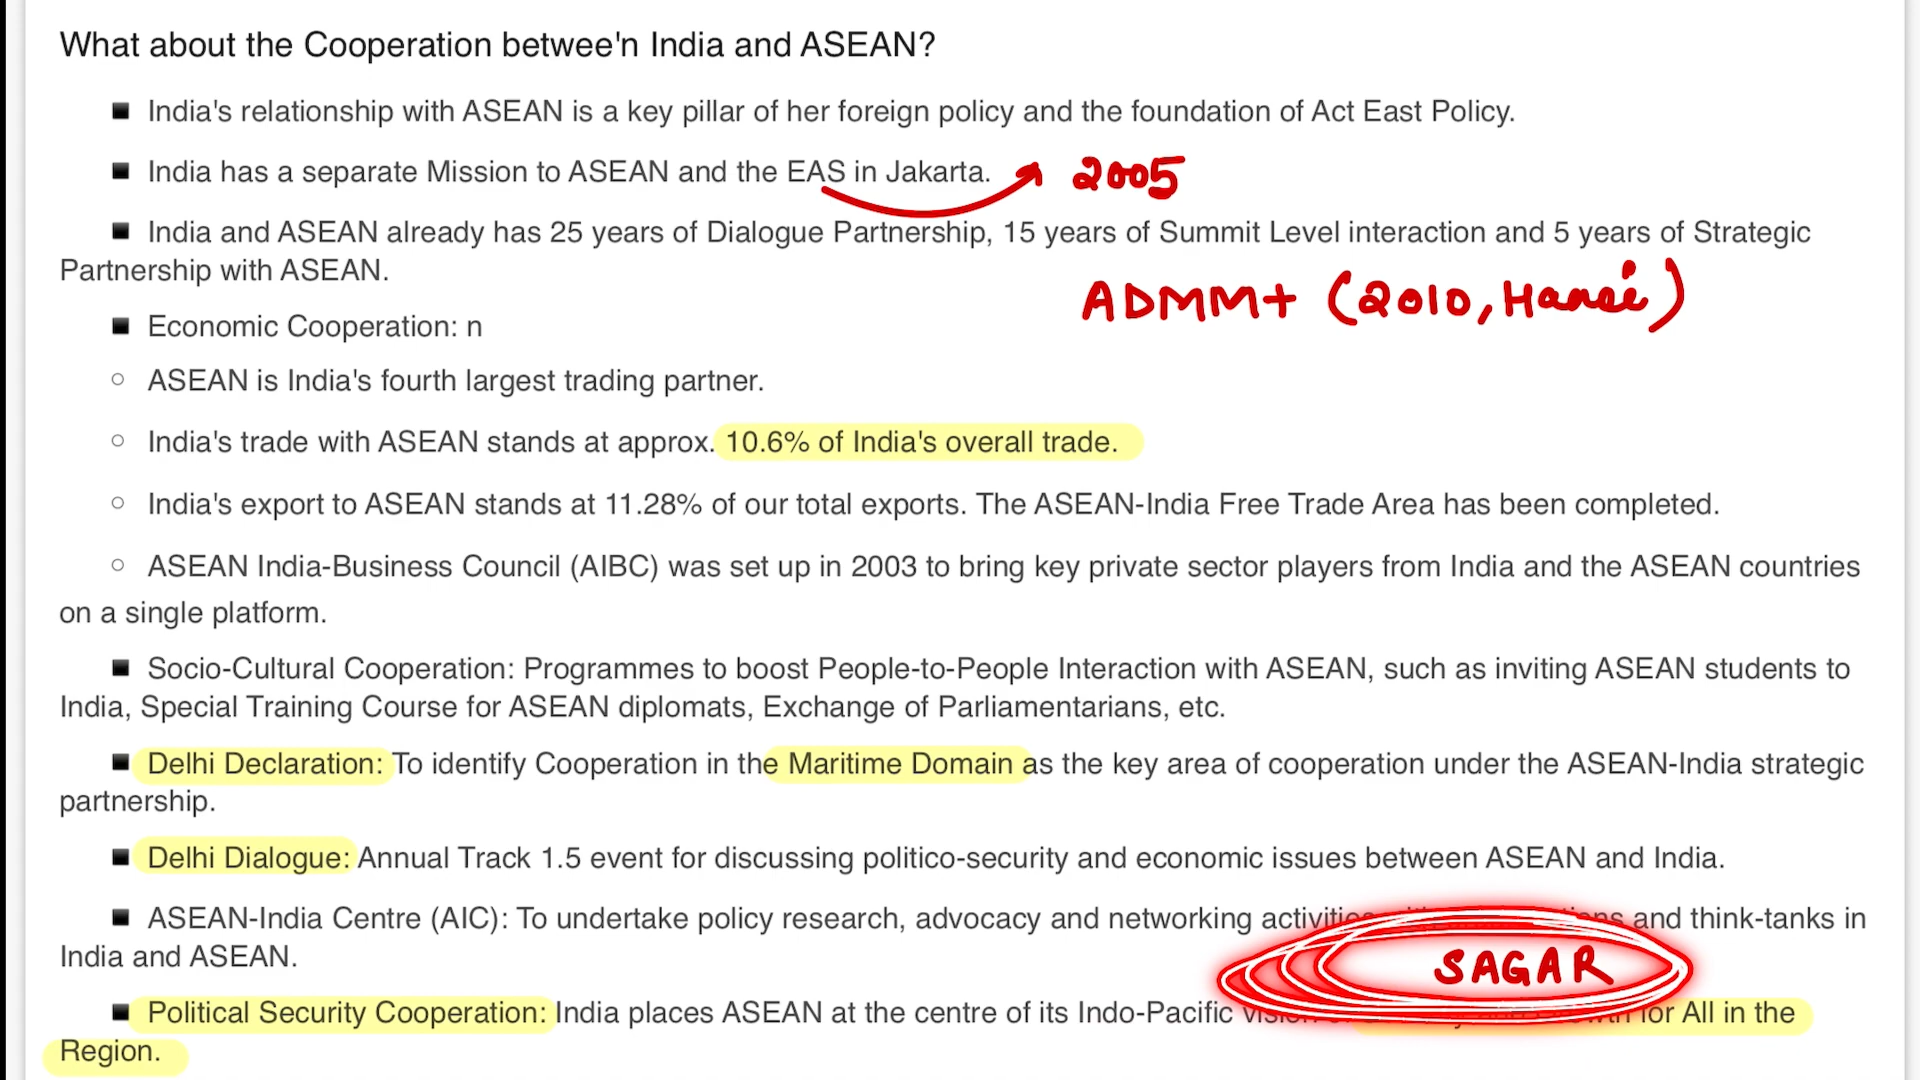 What about the Cooperation betwee'n India and ASEAN?
India's relationship with ASEAN is a key pillar of her foreign policy and the foundation of Act East Policy.
India has a separate Mission to ASEAN and the EAS in Jakarta. 2005
India and ASEAN already has 25 years of Dialogue Partnership, 15 years of Summit Level interaction and 5 years of Strategic
Partnership with ASEAN.
ADMM+ (2010, Hanoi)
Economic Cooperation: n
ASEAN is India's fourth largest trading partner.
India's trade with ASEAN stands at approx. 10.6% of India's overall trade.
India's export to ASEAN stands at 11.28% of our total exports. The ASEAN-India Free Trade Area has been completed.
ASEAN India-Business Council (AIBC) was set up in 2003 to bring key private sector players from India and the ASEAN countries
on a single platform.
Socio-Cultural Cooperation: Programmes to boost People-to-People Interaction with ASEAN, such as inviting ASEAN students to
India, Special Training Course for ASEAN diplomats, Exchange of Parliamentarians, etc.
Delhi Declaration: To identify Cooperation in the Maritime Domain as the key area of cooperation under the ASEAN-India strategic
partnership.
Delhi Dialogue: Annual Track 1.5 event for discussing politico-security and economic issues between ASEAN and India.
ASEAN-India Centre (AIC): To undertake policy research, advocacy and networking activities and think-tanks in
India and ASEAN.
SAGAR
Political Security Cooperation: India places ASEAN at the centre of its Indo-Pacific vision for All in the
Region.